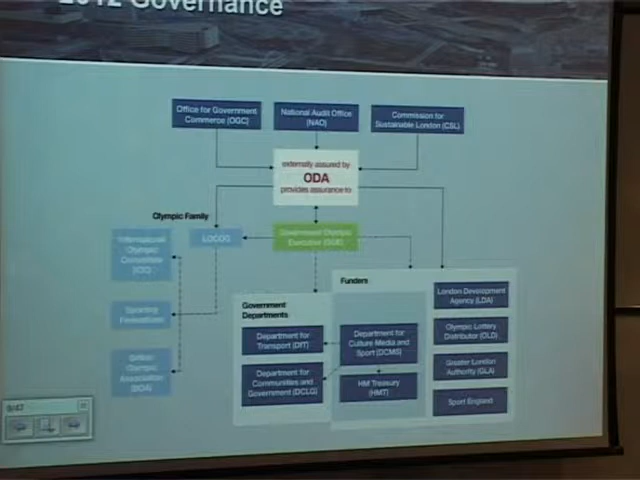 2012 Governance
Office for Government
Commerce (OGC)
National Audit Office
(NAO)
Commission for
Sustainable London (CSL)
externally assured by
ODA
provides assurance to
Olympic Family
LOCOG
Government Olympic
Executive (GOE)
International
Olympic
Committee
(IOC)
Funders
Government
Departments
London Development
Agency (LDA)
Sporting
Federations
Olympic Lottery
Distributor (OLD)
Department for
Transport (DfT)
Department for
Culture Media and
Sport (DCMS)
British
Olympic
Association
(BOA)
Greater London
Authority (GLA)
Department for
Communities and
Government (DCLG)
HM Treasury
(HMT)
Sport England
9/47